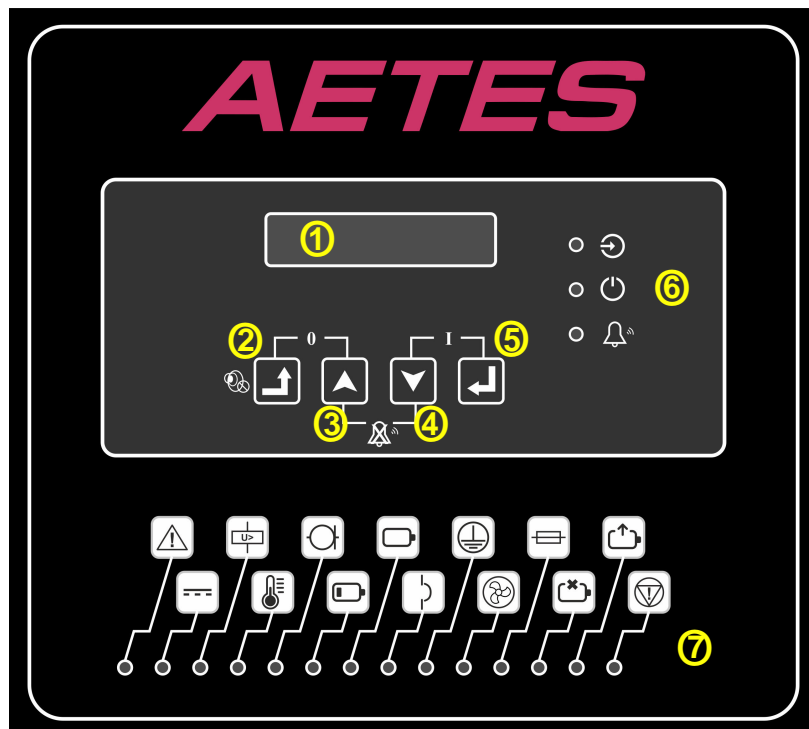 AETES
①
⑥
② 0 I ⑤
③ ④
U>
⑦